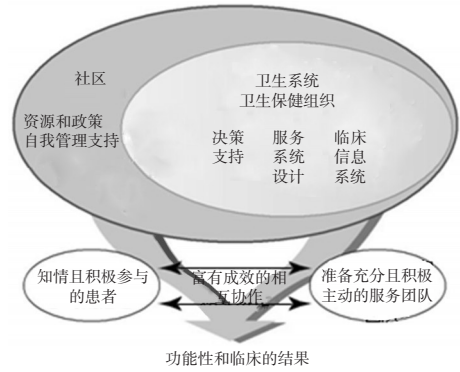 社区
资源和政策
自我管理支持
卫生系统
卫生保健组织
决策
支持
服务
系统
设计
临床
信息
系统
知情且积极参与
的患者
富有成效的相
互协作
准备充分且积极
主动的服务团队
功能性和临床的结果